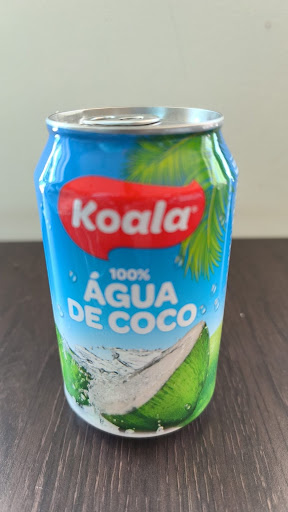 Koala
100%
ÁGUA
DE COCO